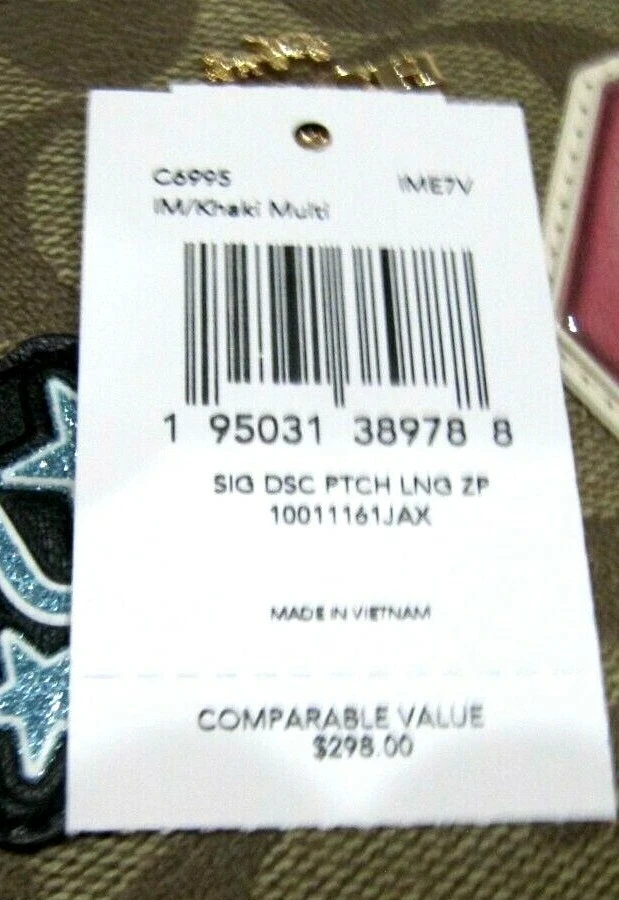 C6995 IME7V
IM/Khaki Multi
1 95031 38978 8
SIG DSC PTCH LNG ZP
10011161JAX
MADE IN VIETNAM
COMPARABLE VALUE
$298.00